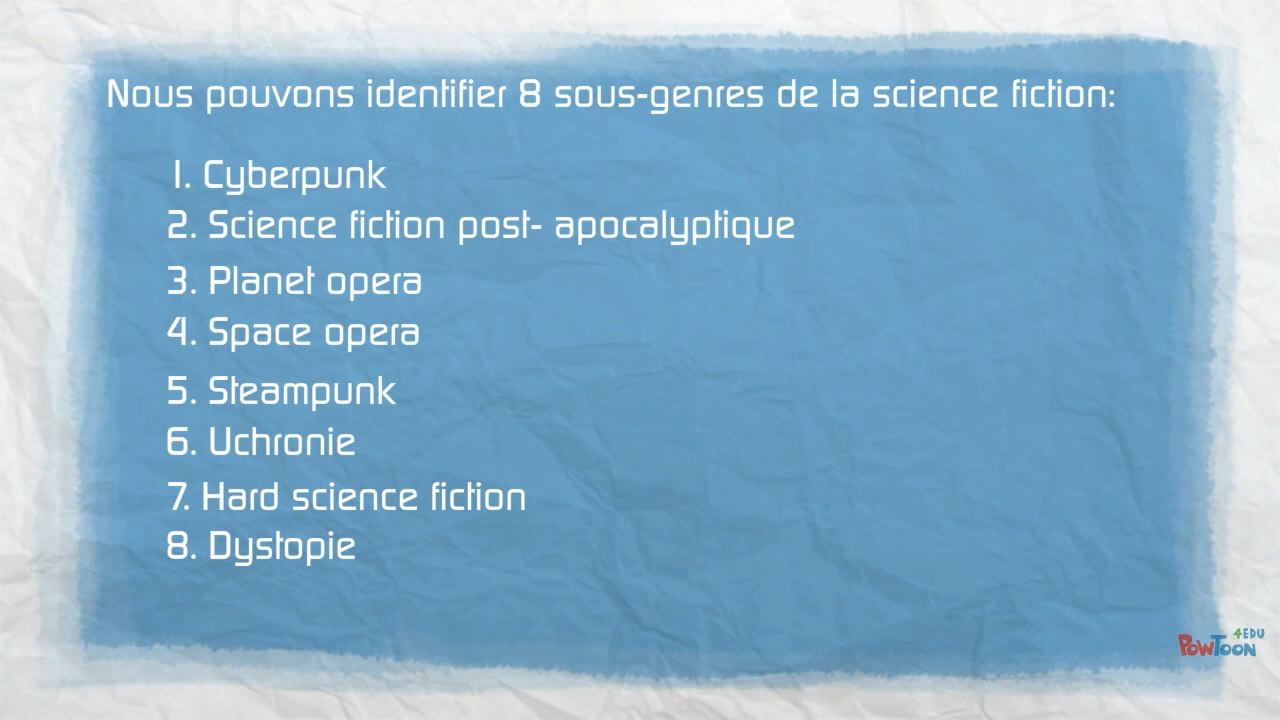 Nous pouvons identifier 8 sous-genres de la science fiction:
1. Cyberpunk
2. Science fiction post- apocalyptique
3. Planet opera
4. Space opera
5. Steampunk
6. Uchronie
7. Hard science fiction
8. Dystopie
4EDU
POWTOON